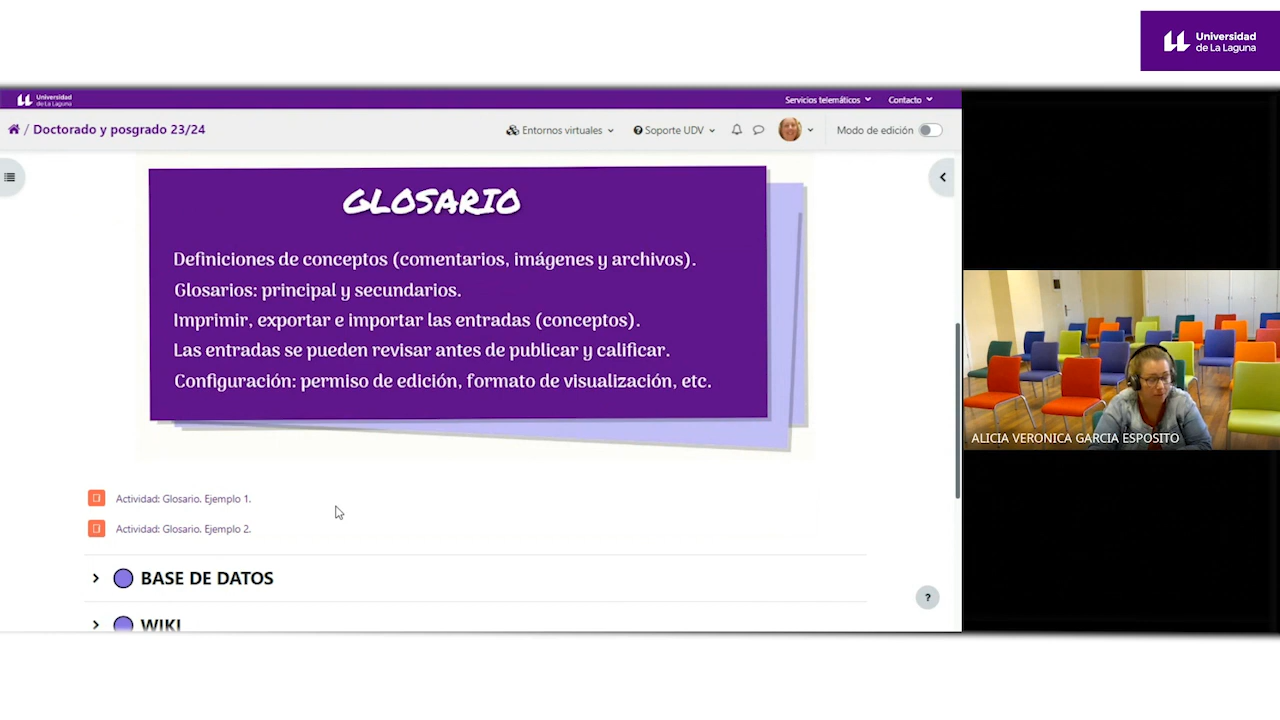 Universidad
de La Laguna
Universidad
de La Laguna
Servicios telemáticos
Contacto
/ Doctorado y posgrado 23/24
Entornos virtuales
Soporte UDV
Modo de edición
GLOSARIO
Definiciones de conceptos (comentarios, imágenes y archivos).
Glosarios: principal y secundarios.
Imprimir, exportar e importar las entradas (conceptos).
Las entradas se pueden revisar antes de publicar y calificar.
Configuración: permiso de edición, formato de visualización, etc.
ALICIA VERONICA GARCIA ESPOSITO
Actividad: Glosario. Ejemplo 1.
Actividad: Glosario. Ejemplo 2.
BASE DE DATOS
?
WIKI